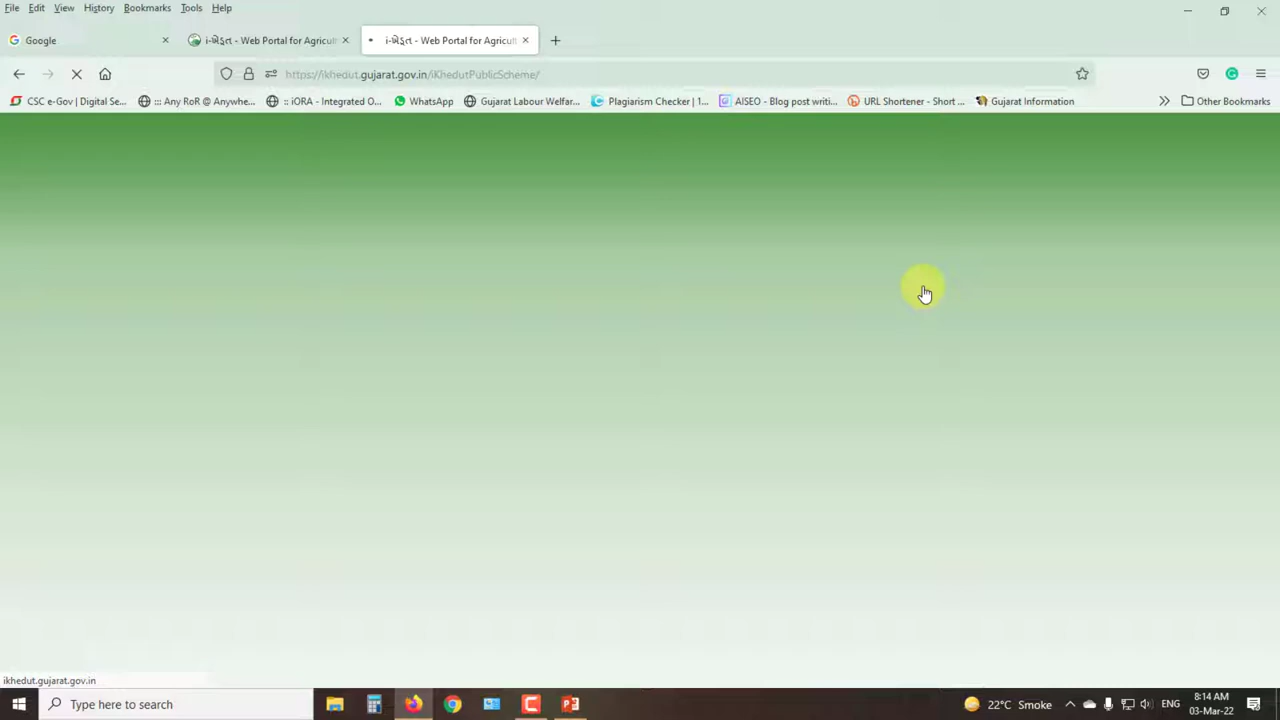 File Edit View History Bookmarks Tools Help
Google i-ખેડૂત - Web Portal for Agricult i-ખેડૂત - Web Portal for Agricult
https://ikhedut.gujarat.gov.in/iKhedutPublicScheme/
CSC e-Gov | Digital Se... ::: Any RoR @ Anywhe... :: iORA - Integrated O... WhatsApp Gujarat Labour Welfar... Plagiarism Checker | 1... AISEO - Blog post writi... URL Shortener - Short ... Gujarat Information Other Bookmarks
ikhedut.gujarat.gov.in
Type here to search 22°C Smoke ENG 8:14 AM
03-Mar-22